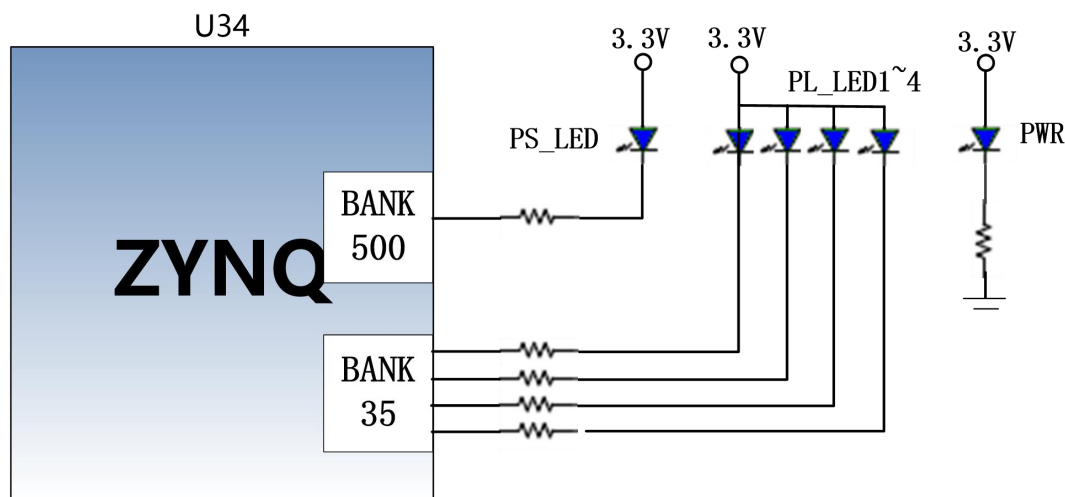 U34
3.3V
3.3V
3.3V
PL_LED1~4
PS_LED
PWR
BANK
500
ZYNQ
BANK
35